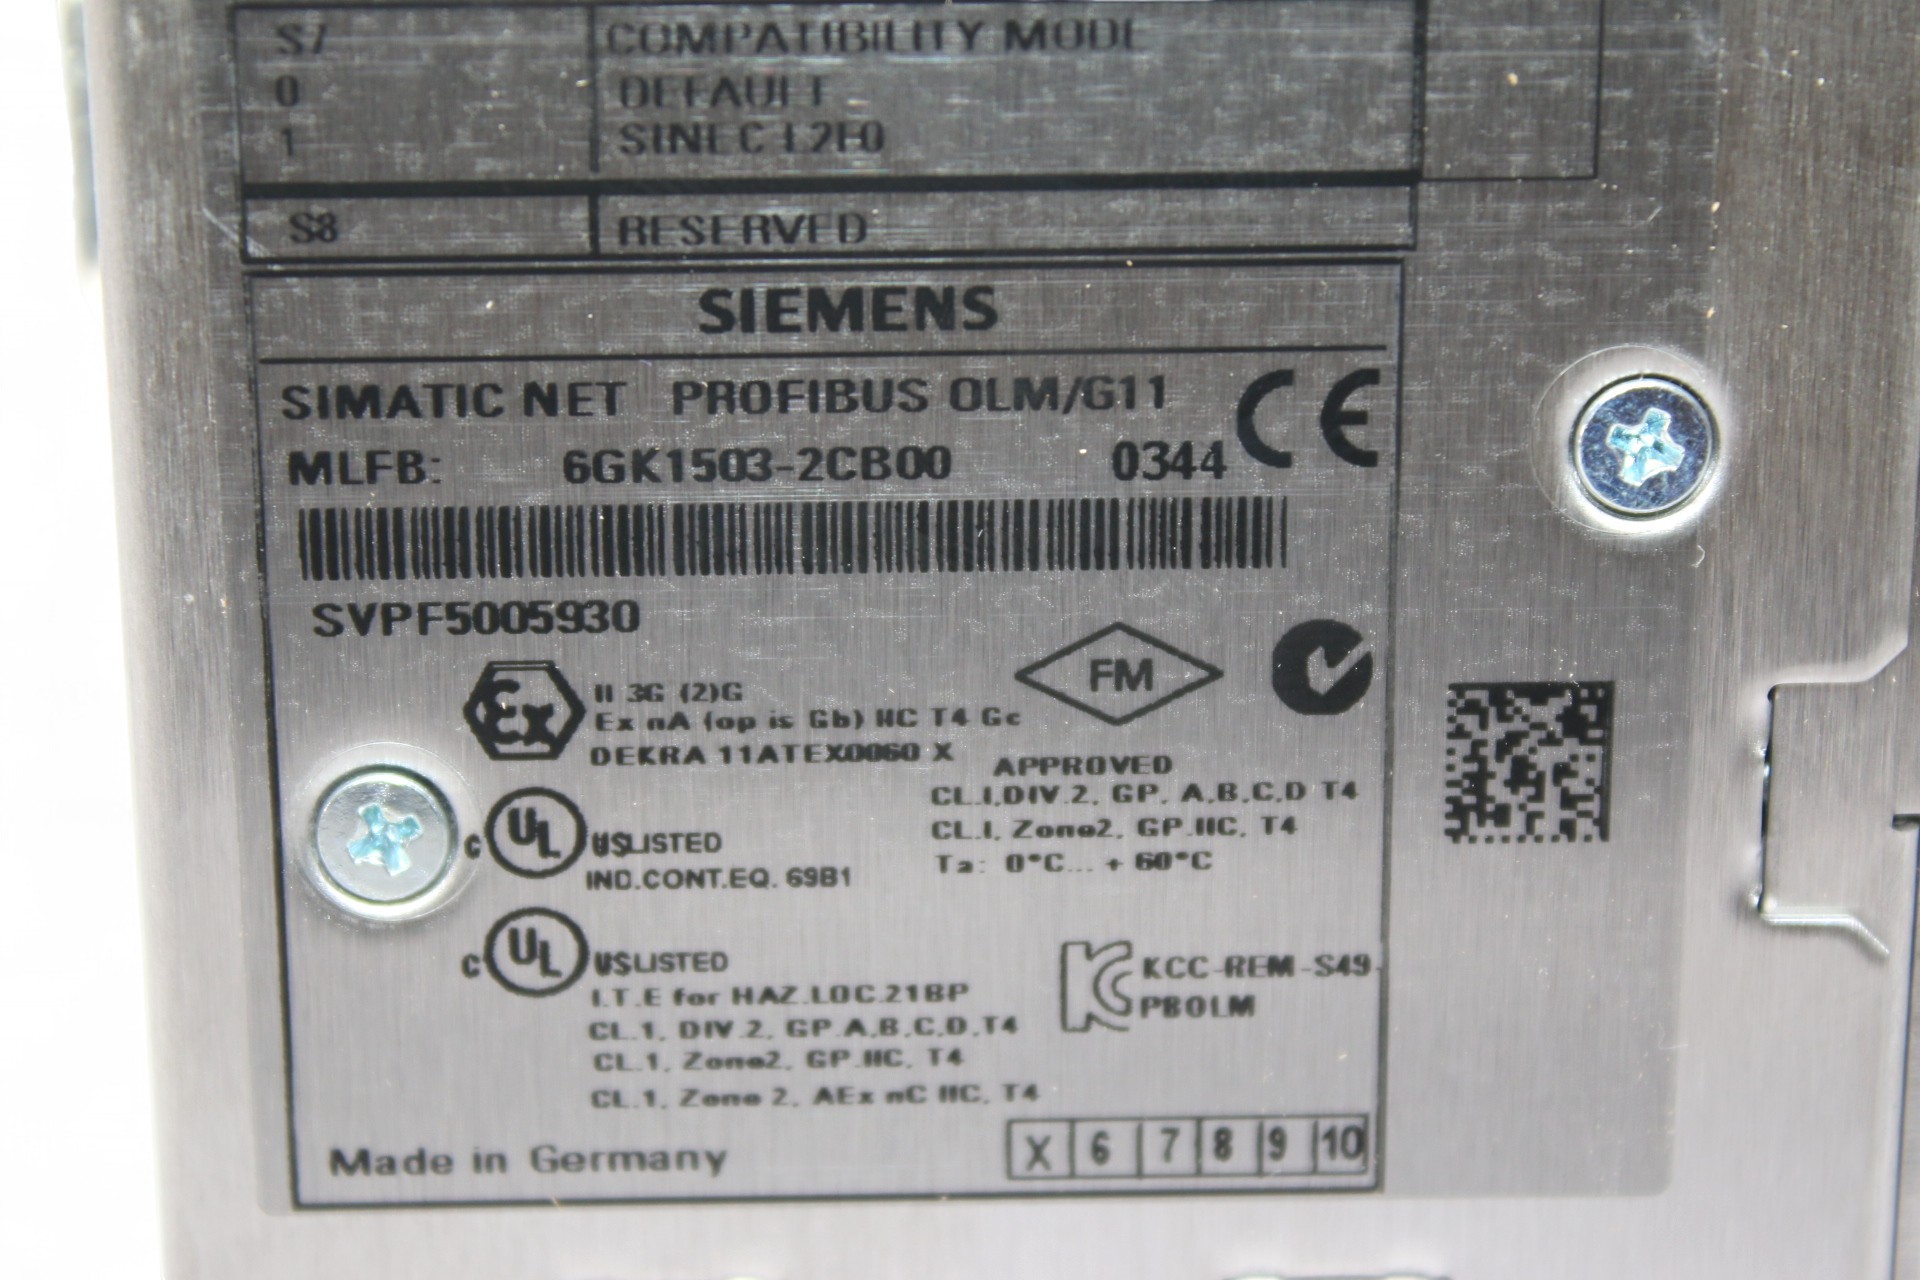 S7 COMPATIBILITY MODE
0 DEFAULT
1 SINEC L2FO
S8 RESERVED
SIEMENS
SIMATIC NET PROFIBUS OLM/G11
CE
MLFB: 6GK1503-2CB00 0344
SVPF5005930
FM
Ex
II 3G (2)G
Ex nA (op is Gb) IIC T4 Gc
DEKRA 11ATEX0060 X
APPROVED
CL.I,DIV.2, GP. A,B,C,D T4
CL.I, Zone2, GP.IIC, T4
Ta: 0°C... + 60°C
c UL US LISTED
IND.CONT.EQ. 69B1
c UL US LISTED
I.T.E for HAZ.LOC.21BP
CL.1, DIV.2, GP.A,B,C,D,T4
CL.1, Zone2, GP.IIC, T4
CL.1, Zone 2, AEx nC IIC, T4
KCC-REM-S49
PBOLM
Made in Germany
X 6 7 8 9 10